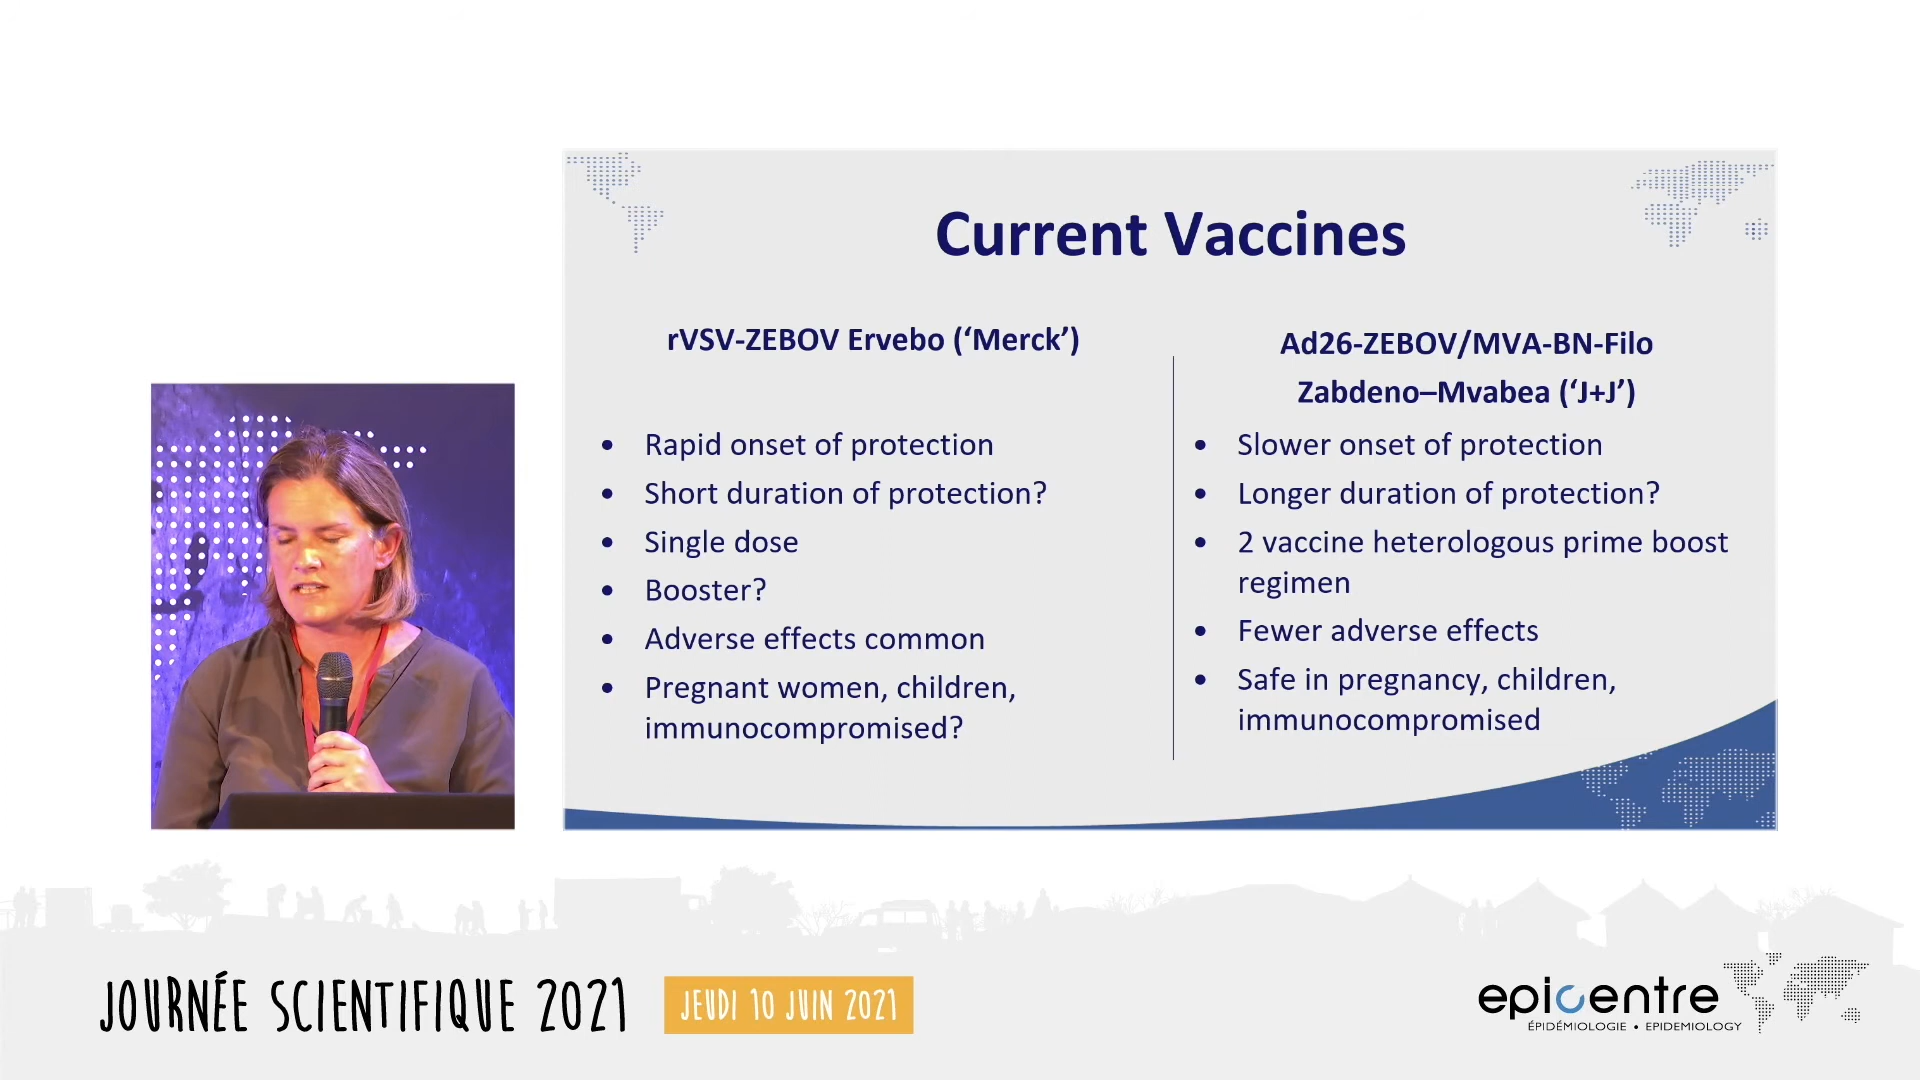 Current Vaccines
rVSV-ZEBOV Ervebo (‘Merck’)
• Rapid onset of protection
• Short duration of protection?
• Single dose
• Booster?
• Adverse effects common
• Pregnant women, children,
immunocompromised?
Ad26-ZEBOV/MVA-BN-Filo
Zabdeno–Mvabea (‘J+J’)
• Slower onset of protection
• Longer duration of protection?
• 2 vaccine heterologous prime boost
regimen
• Fewer adverse effects
• Safe in pregnancy, children,
immunocompromised
JOURNÉE SCIENTIFIQUE 2021
JEUDI 10 JUIN 2021
epicentre
ÉPIDÉMIOLOGIE • EPIDEMIOLOGY